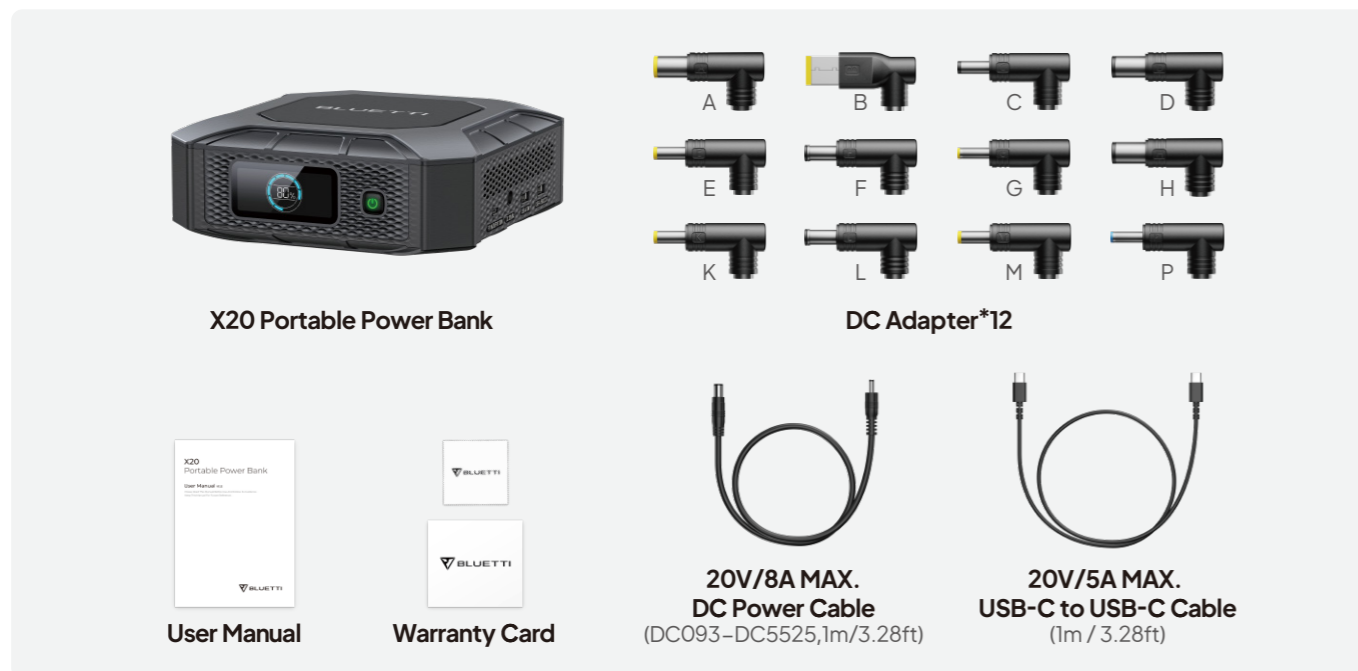 BLUETTI
80%
X20 Portable Power Bank
A
B
C
D
E
F
G
H
K
L
M
P
DC Adapter*12
X20
Portable Power Bank
User Manual
BLUETTI
User Manual
BLUETTI
BLUETTI
Warranty Card
20V/8A MAX.
DC Power Cable
(DC093–DC5525,1m/3.28ft)
20V/5A MAX.
USB-C to USB-C Cable
(1m / 3.28ft)